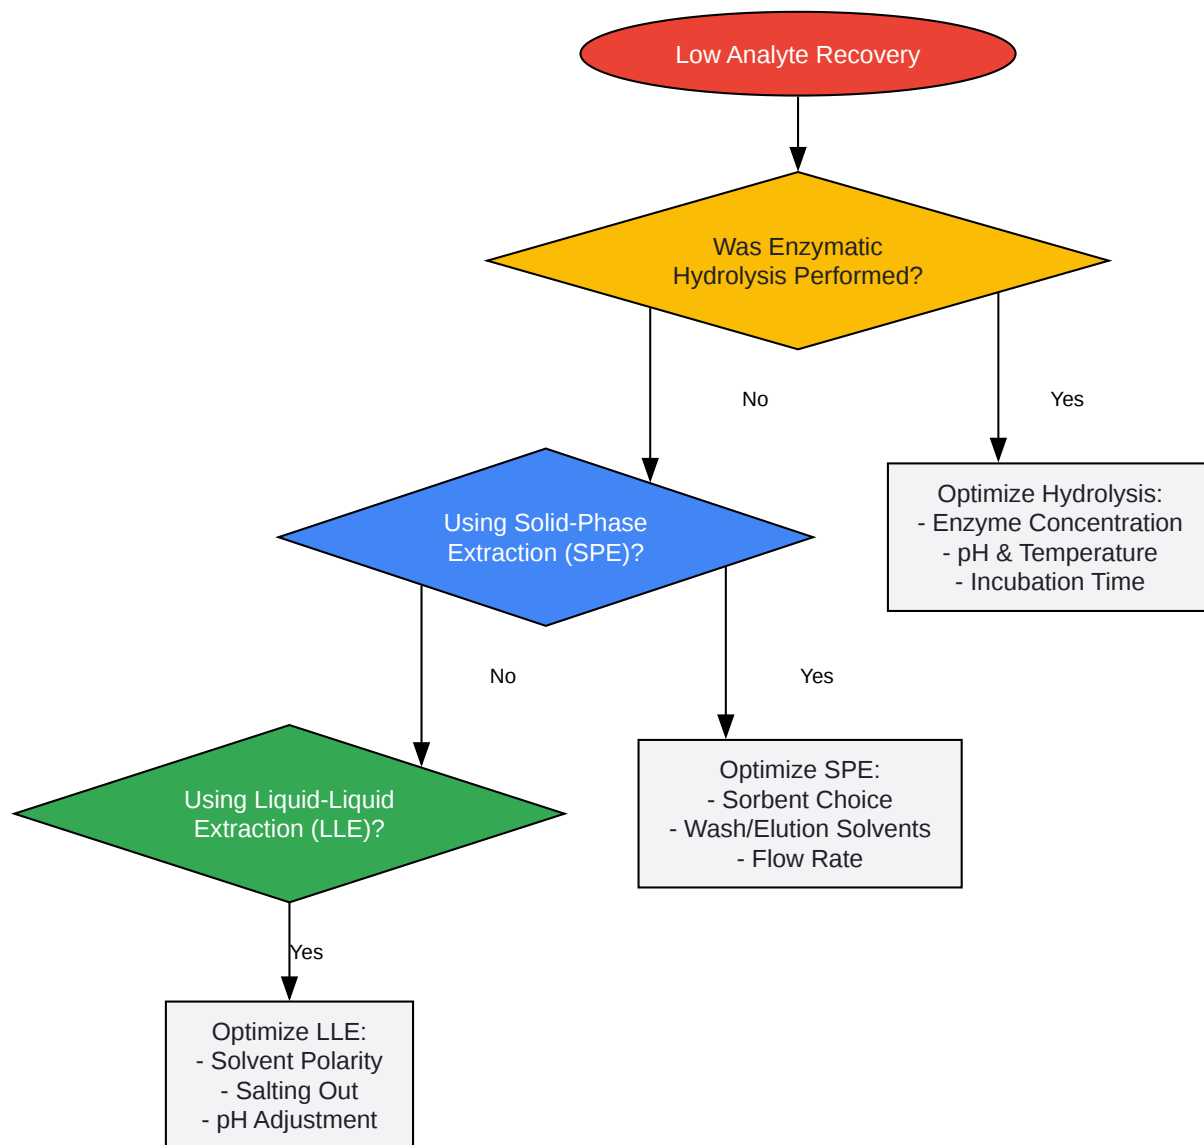 Low Analyte Recovery
Was Enzymatic
Hydrolysis Performed?
No
Yes
Optimize Hydrolysis:
- Enzyme Concentration
- pH & Temperature
- Incubation Time
Using Solid-Phase
Extraction (SPE)?
No
Yes
Optimize SPE:
- Sorbent Choice
- Wash/Elution Solvents
- Flow Rate
Using Liquid-Liquid
Extraction (LLE)?
Yes
Optimize LLE:
- Solvent Polarity
- Salting Out
- pH Adjustment